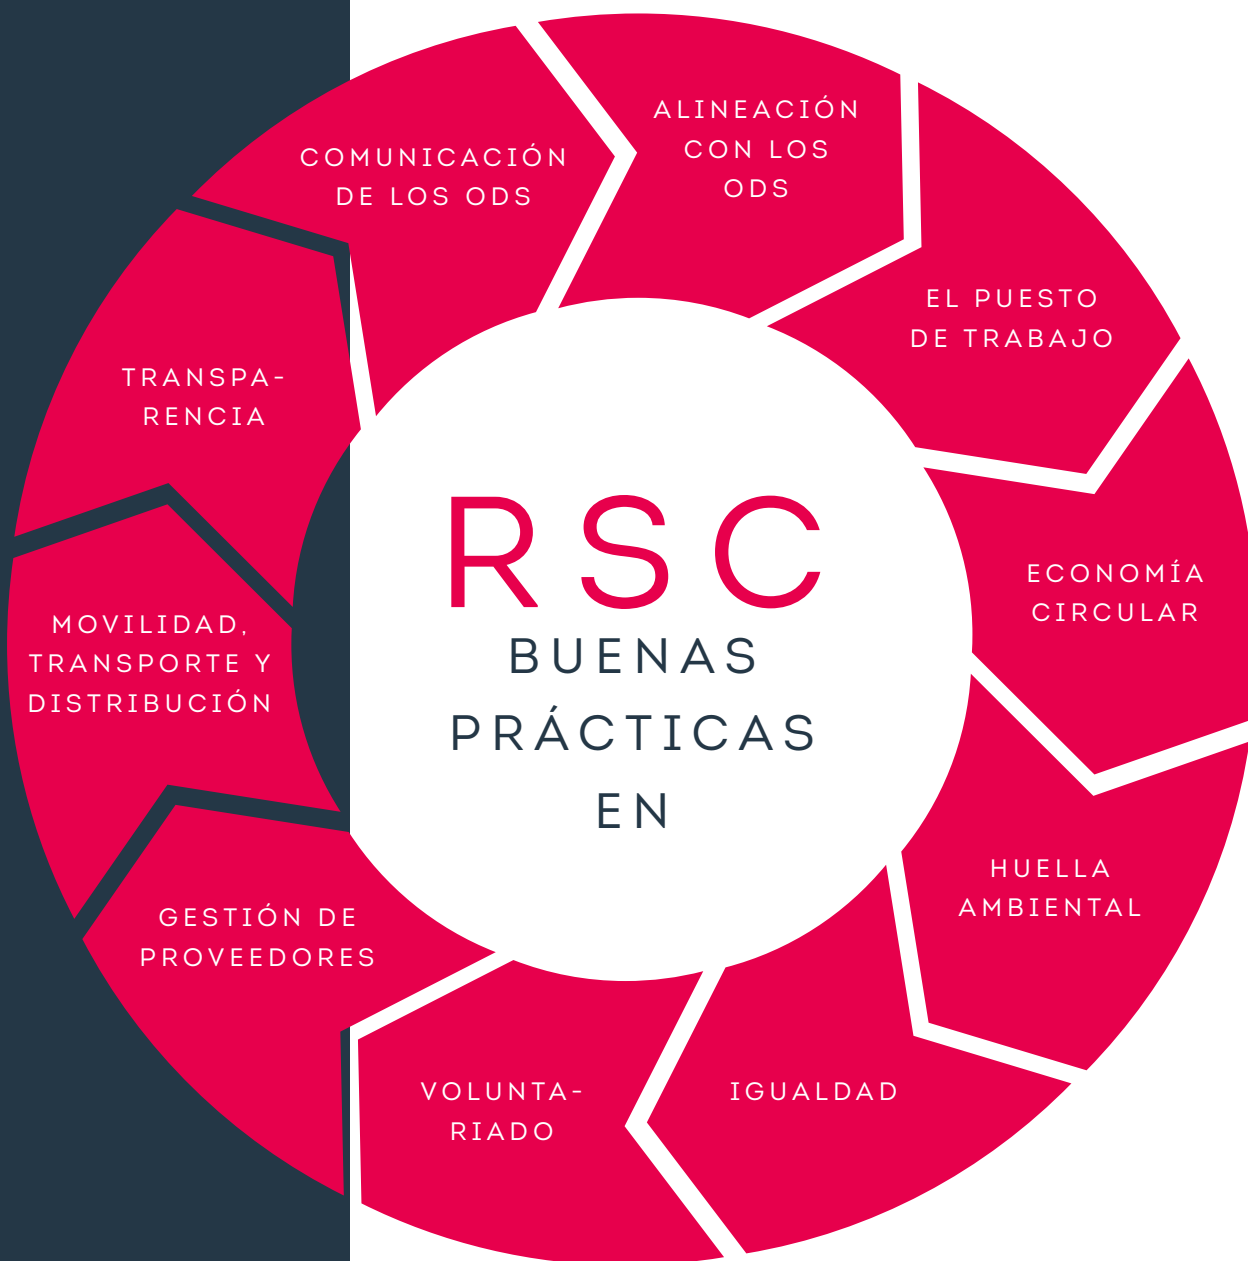 ALINEACIÓN
CON LOS
ODS
EL PUESTO
DE TRABAJO
ECONOMÍA
CIRCULAR
HUELLA
AMBIENTAL
IGUALDAD
VOLUNTA-
RIADO
GESTIÓN DE
PROVEEDORES
MOVILIDAD,
TRANSPORTE Y
DISTRIBUCIÓN
TRANSPA-
RENCIA
COMUNICACIÓN
DE LOS ODS
RSC
BUENAS
PRÁCTICAS
EN